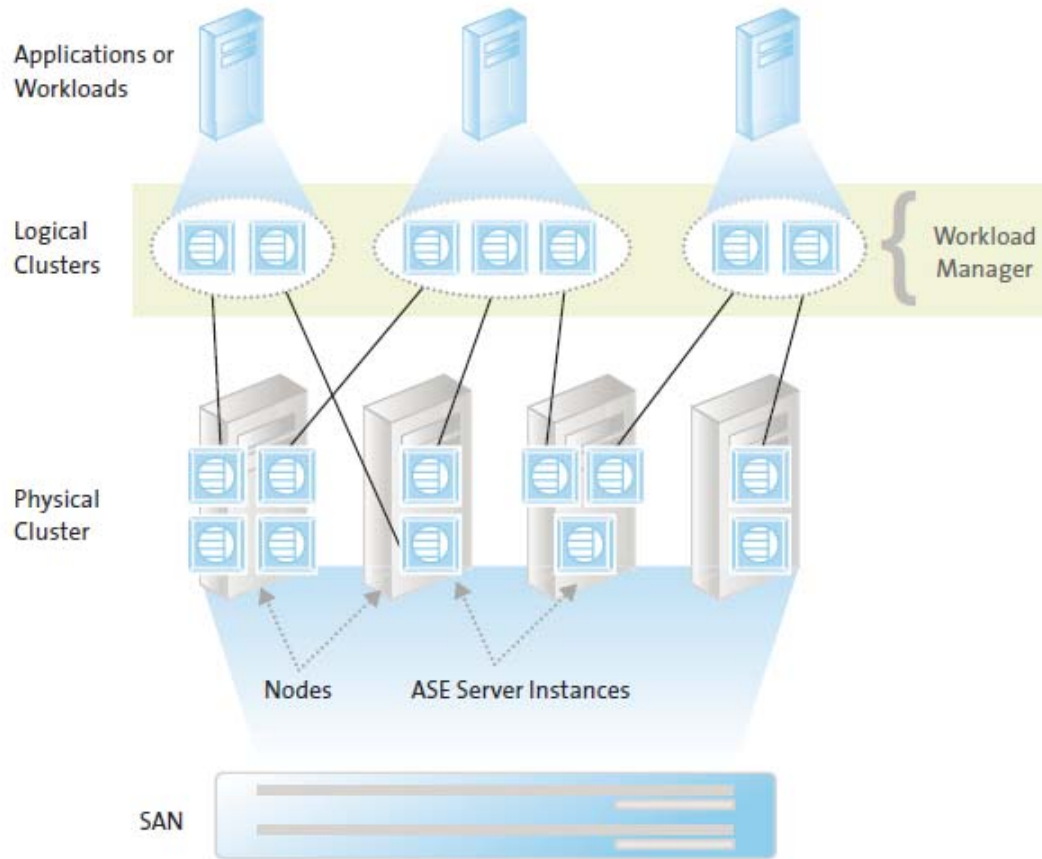 Applications or
Workloads
Logical
Clusters
Workload
Manager
Physical
Cluster
Nodes
ASE Server Instances
SAN